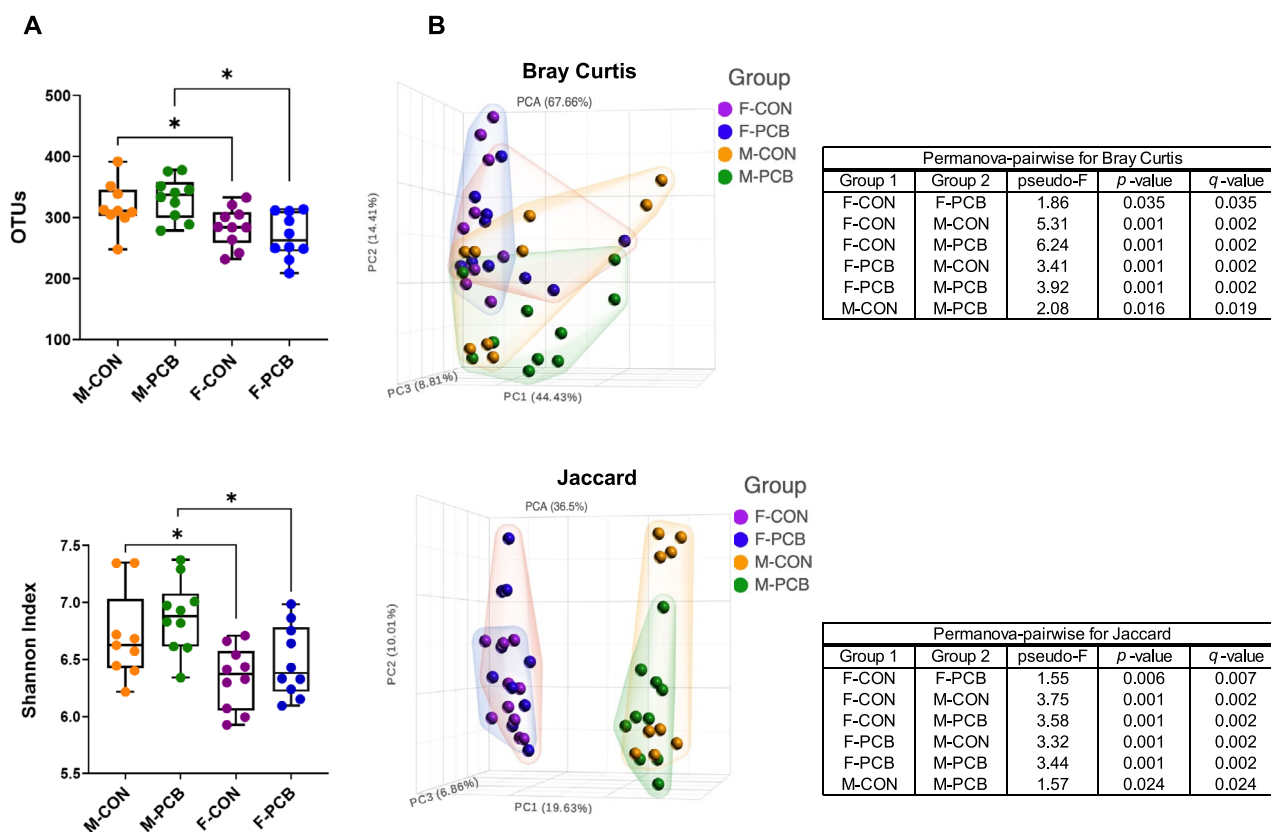 A
B
*
*
500
400
300
200
100
OTUs
M-CON
M-PCB
F-CON
F-PCB
Bray Curtis
PCA (67.66%)
PC2 (14.41%)
PC3 (8.81%)
PC1 (44.43%)
Group
F-CON
F-PCB
M-CON
M-PCB
Permanova-pairwise for Bray Curtis
Group 1 Group 2 pseudo-F p-value q-value
F-CON F-PCB 1.86 0.035 0.035
F-CON M-CON 5.31 0.001 0.002
F-CON M-PCB 6.24 0.001 0.002
F-PCB M-CON 3.41 0.001 0.002
F-PCB M-PCB 3.92 0.001 0.002
M-CON M-PCB 2.08 0.016 0.019
*
*
7.5
7.0
6.5
6.0
5.5
Shannon Index
M-CON
M-PCB
F-CON
F-PCB
Jaccard
PCA (36.5%)
PC2 (10.01%)
PC3 (6.86%)
PC1 (19.63%)
Group
F-CON
F-PCB
M-CON
M-PCB
Permanova-pairwise for Jaccard
Group 1 Group 2 pseudo-F p-value q-value
F-CON F-PCB 1.55 0.006 0.007
F-CON M-CON 3.75 0.001 0.002
F-CON M-PCB 3.58 0.001 0.002
F-PCB M-CON 3.32 0.001 0.002
F-PCB M-PCB 3.44 0.001 0.002
M-CON M-PCB 1.57 0.024 0.024